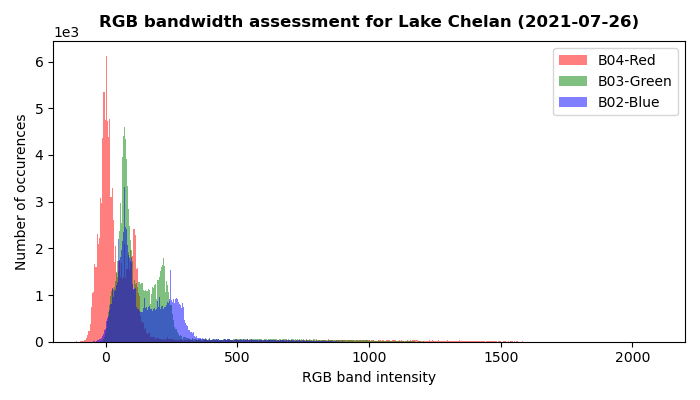 RGB bandwidth assessment for Lake Chelan (2021-07-26)
1e3
Number of occurences
6
5
4
3
2
1
0
B04-Red
B03-Green
B02-Blue
0 500 1000 1500 2000
RGB band intensity